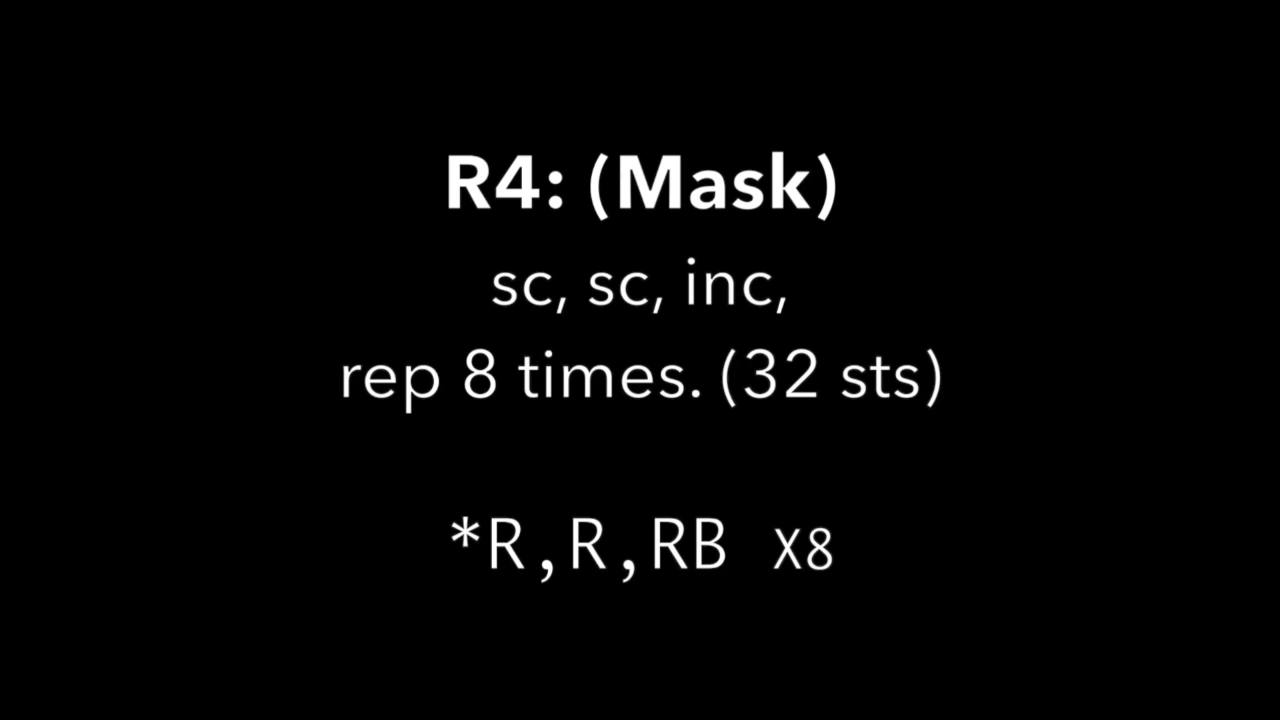 R4: (Mask)
sc, sc, inc,
rep 8 times. (32 sts)
*R,R,RB X8